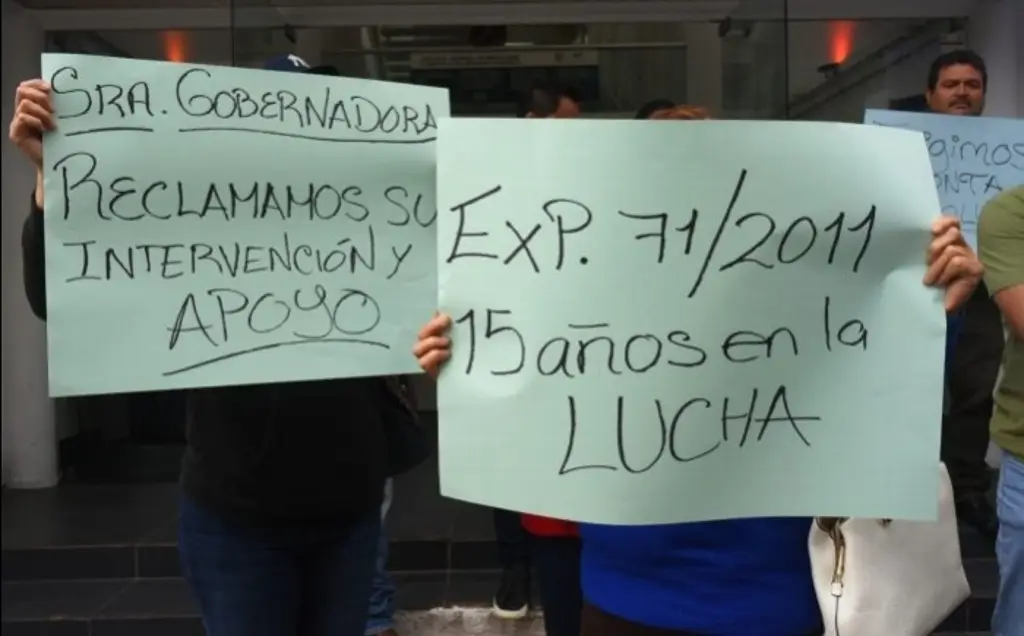 SRA. GOBERNADORA
RECLAMAMOS SU
INTERVENCIÓN Y
APOYO
EXP. 71/2011
15 años en la
LUCHA